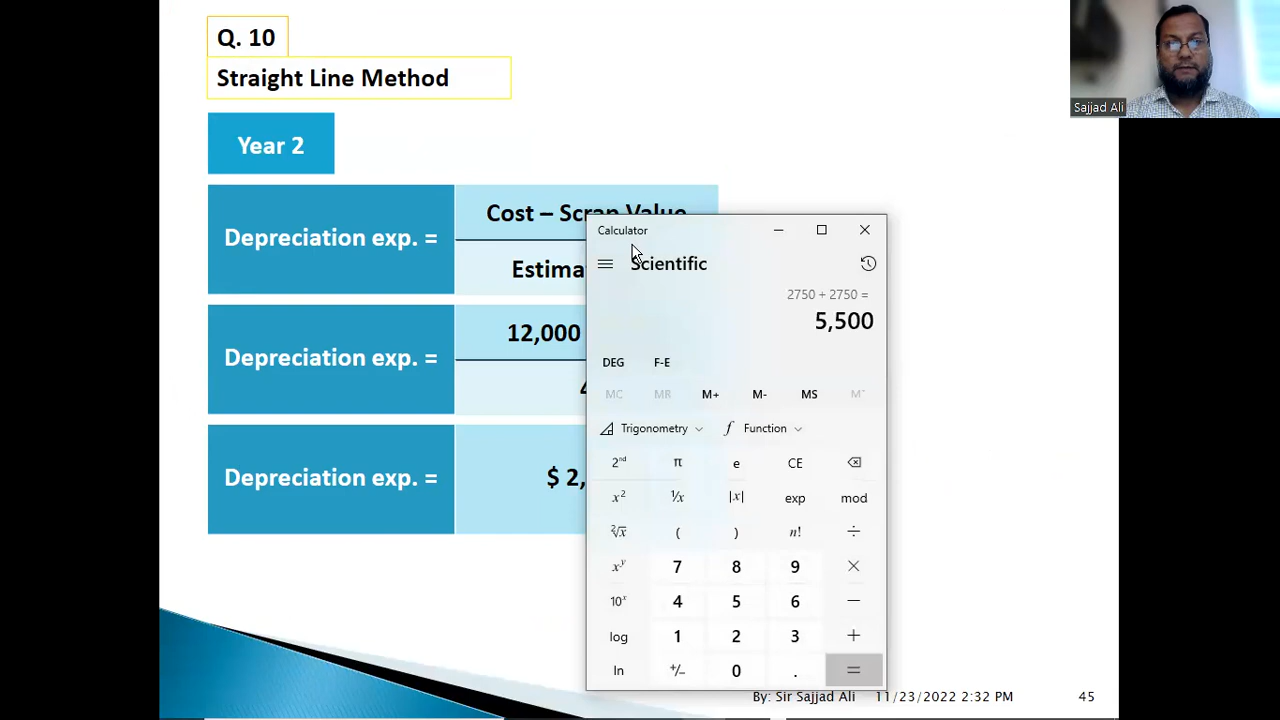 Q. 10
Straight Line Method
Sajjad Ali
Year 2
Depreciation exp. =
Cost – Scrap Value
Depreciation exp. =
12,000
Depreciation exp. =
$ 2,
Calculator
Scientific
2750 + 2750 =
5,500
DEG F-E
MC MR M+ M- MS M˅
Trigonometry f Function
2nd π e CE
x² ¹/x |x| exp mod
²√x ( ) n! ÷
xʸ 7 8 9 ×
10ˣ 4 5 6 −
log 1 2 3 +
ln +/− 0 . =
By: Sir Sajjad Ali 11/23/2022 2:32 PM 45